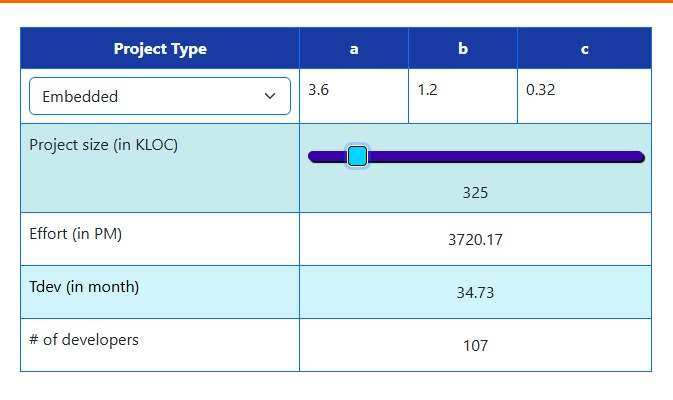 Project Type a b c
Embedded 3.6 1.2 0.32
Project size (in KLOC)
325
Effort (in PM) 3720.17
Tdev (in month) 34.73
# of developers 107